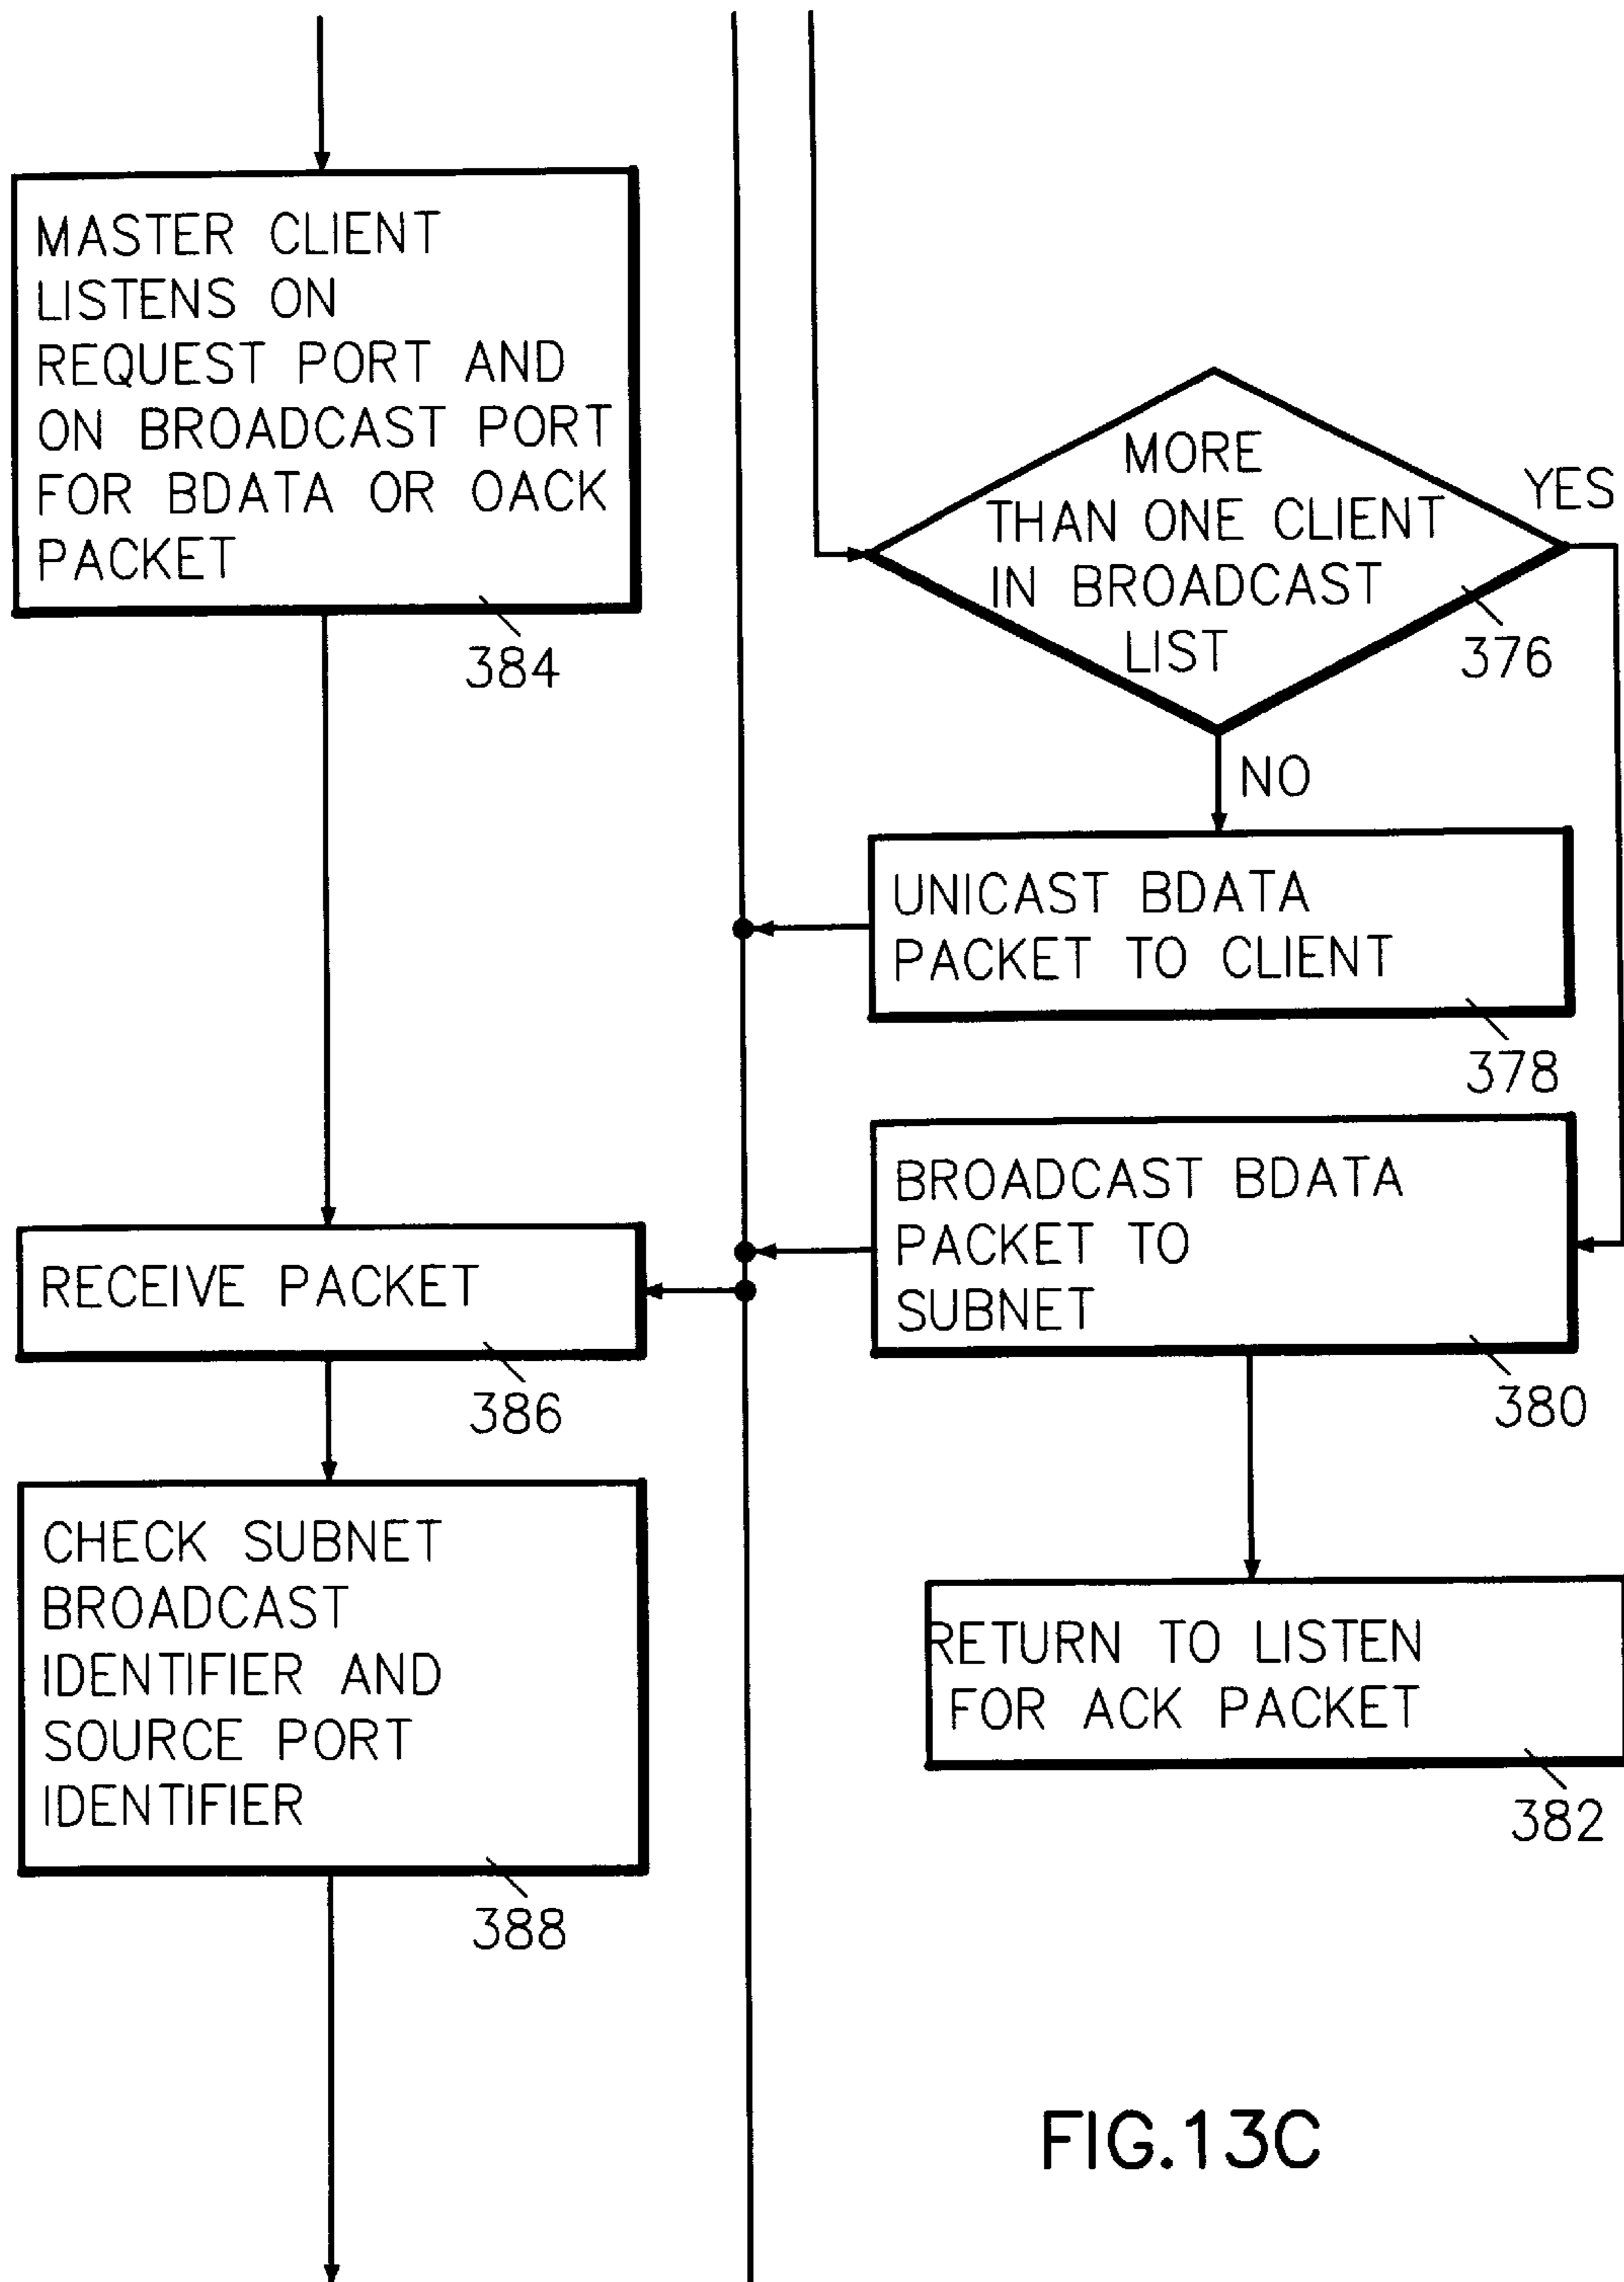 MASTER CLIENT
LISTENS ON
REQUEST PORT AND
ON BROADCAST PORT
FOR BDATA OR OACK
PACKET
384
MORE
THAN ONE CLIENT
IN BROADCAST
LIST
376
YES
NO
UNICAST BDATA
PACKET TO CLIENT
378
BROADCAST BDATA
PACKET TO
SUBNET
380
RECEIVE PACKET
386
CHECK SUBNET
BROADCAST
IDENTIFIER AND
SOURCE PORT
IDENTIFIER
388
RETURN TO LISTEN
FOR ACK PACKET
382
FIG.13C